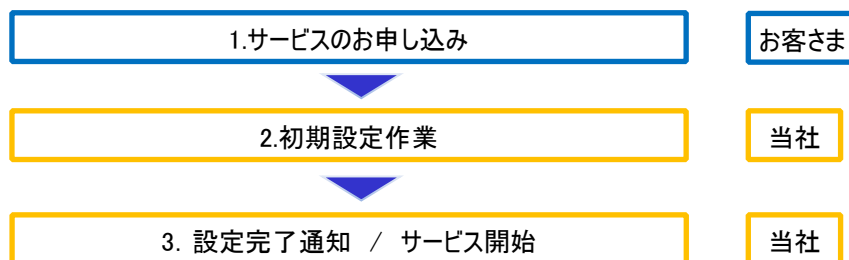 1.サービスのお申し込み お客さま
2.初期設定作業 当社
3. 設定完了通知 / サービス開始 当社